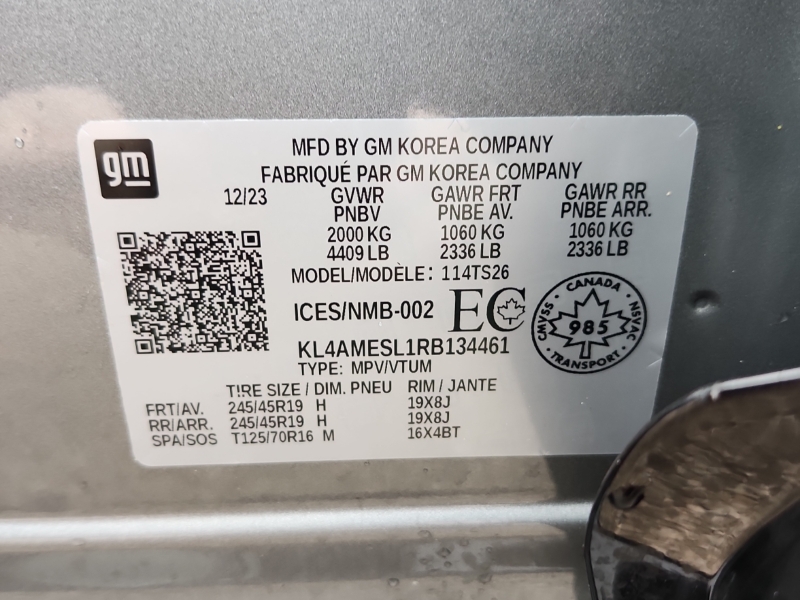 gm
MFD BY GM KOREA COMPANY
FABRIQUÉ PAR GM KOREA COMPANY
12/23 GVWR GAWR FRT GAWR RR
PNBV PNBE AV. PNBE ARR.
2000 KG 1060 KG 1060 KG
4409 LB 2336 LB 2336 LB
MODEL/MODÈLE: 114TS26
ICES/NMB-002 EC
CANADA
CMVSS 985 NSVAC
TRANSPORT
KL4AMESL1RB134461
TYPE: MPV/VTUM
TIRE SIZE / DIM. PNEU RIM / JANTE
FRT/AV. 245/45R19 H 19X8J
RR/ARR. 245/45R19 H 19X8J
SPA/SOS T125/70R16 M 16X4BT